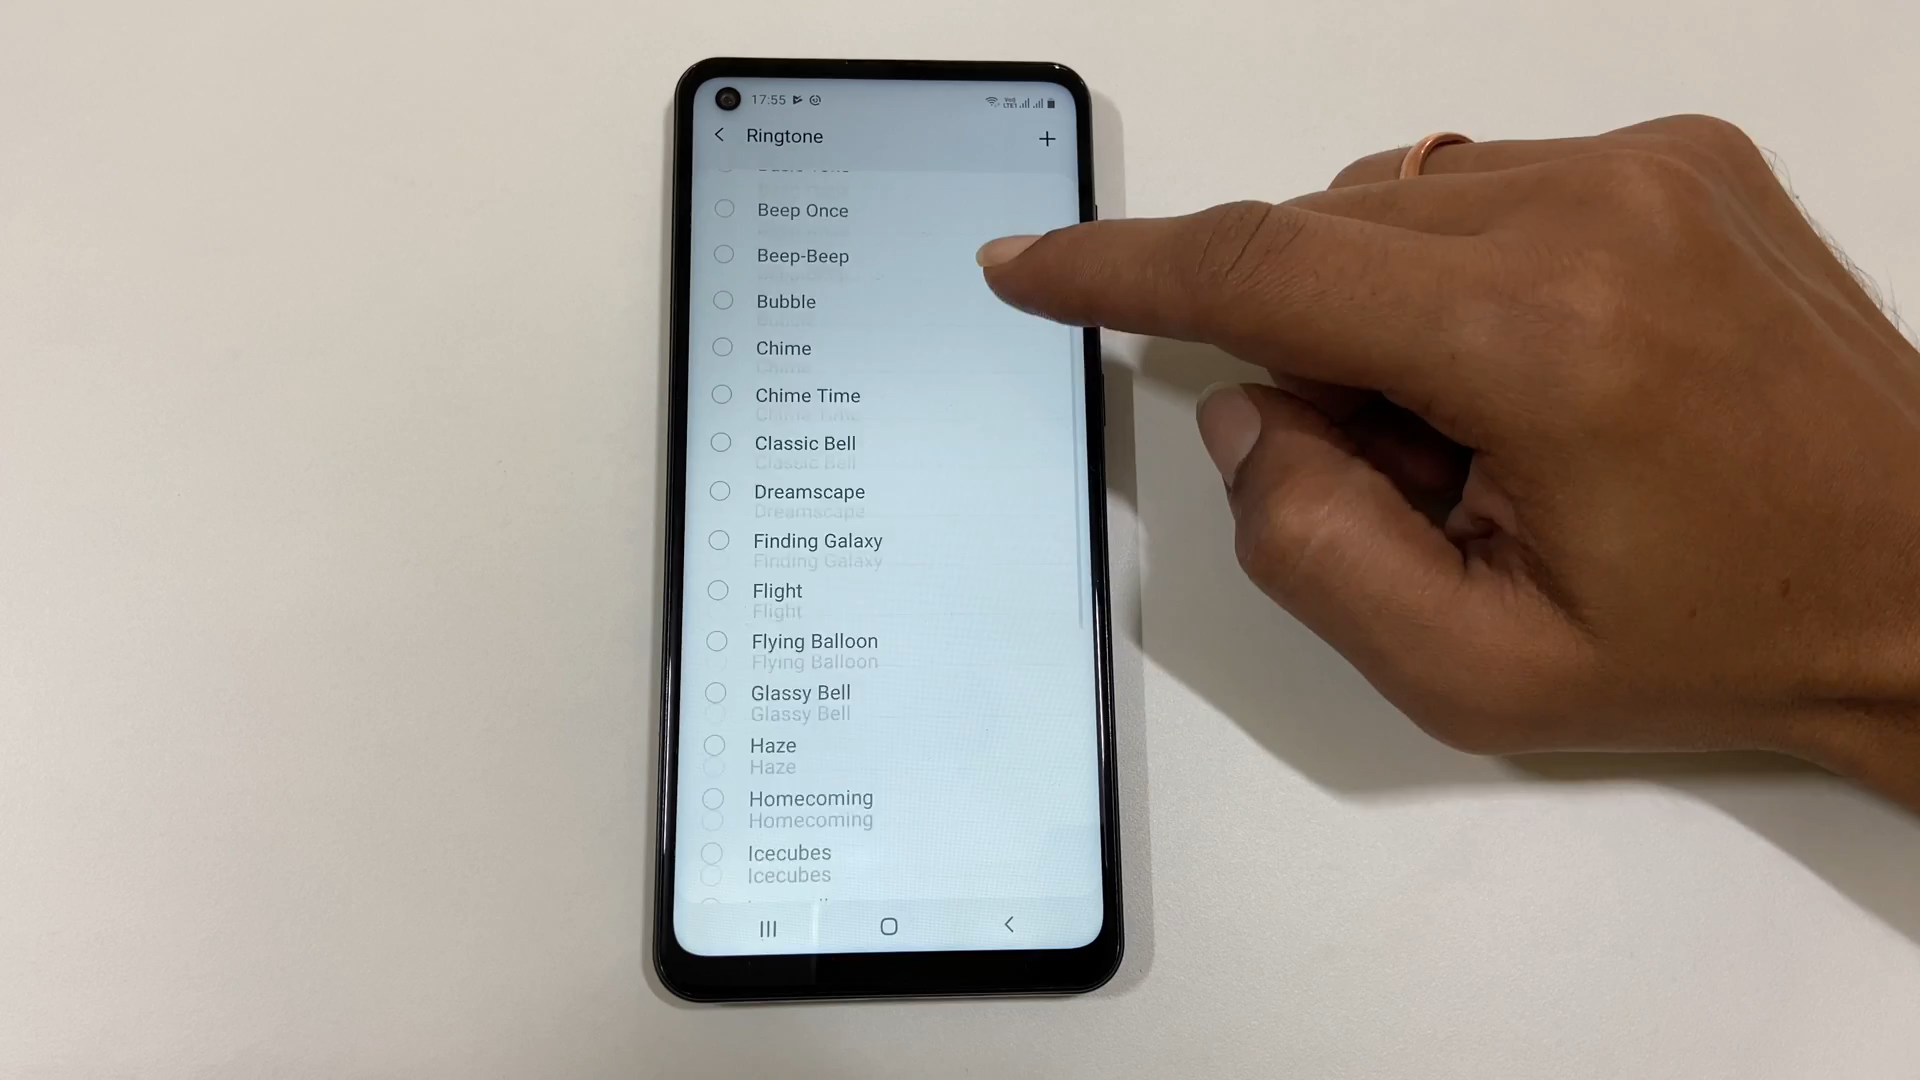 17:55
Ringtone
Beep Once
Beep-Beep
Bubble
Chime
Chime Time
Classic Bell
Dreamscape
Finding Galaxy
Flight
Flying Balloon
Glassy Bell
Haze
Homecoming
Icecubes